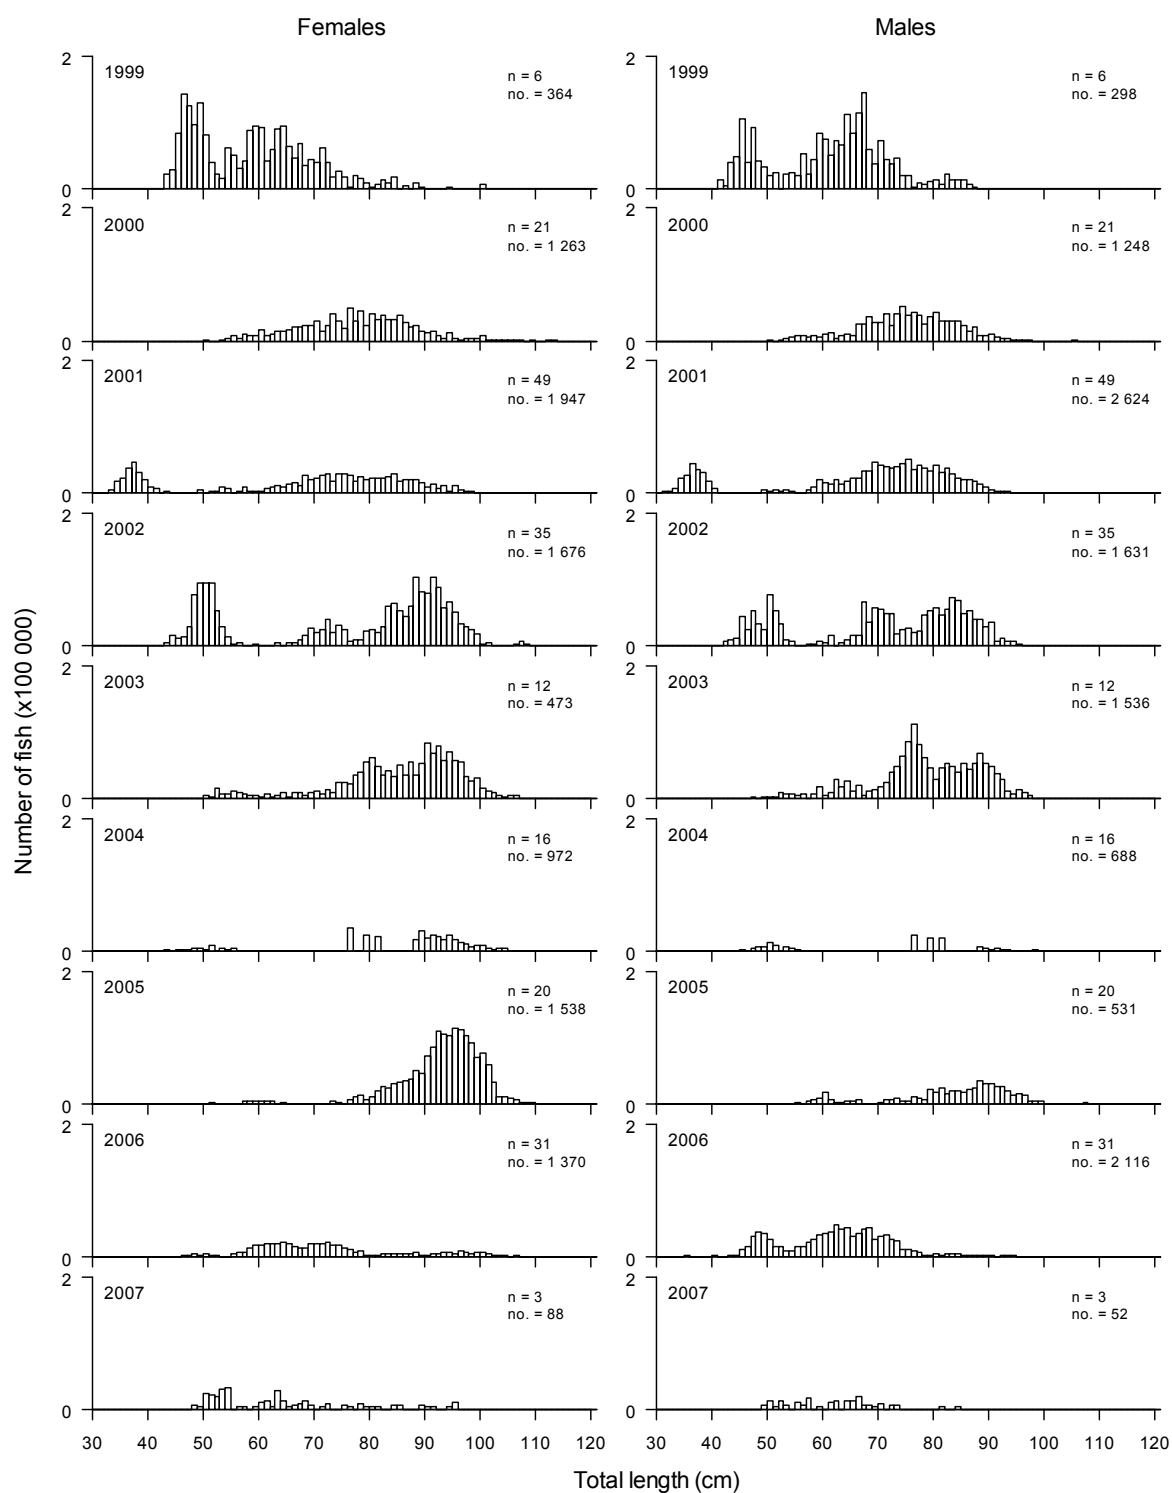 Females Males
2
1999
n = 6
no. = 364
0
1999
n = 6
no. = 298
2
0
2
2000
n = 21
no. = 1 263
0
2
2000
n = 21
no. = 1 248
0
2
2001
n = 49
no. = 1 947
0
2
2001
n = 49
no. = 2 624
0
2
2002
n = 35
no. = 1 676
0
2
2002
n = 35
no. = 1 631
0
2
2003
n = 12
no. = 473
0
2
2003
n = 12
no. = 1 536
0
2
2004
n = 16
no. = 972
0
2
2004
n = 16
no. = 688
0
2
2005
n = 20
no. = 1 538
0
2
2005
n = 20
no. = 531
0
2
2006
n = 31
no. = 1 370
0
2
2006
n = 31
no. = 2 116
0
2
2007
n = 3
no. = 88
0
2
2007
n = 3
no. = 52
0
30 40 50 60 70 80 90 100 110 120
30 40 50 60 70 80 90 100 110 120
Number of fish (x100 000)
Total length (cm)